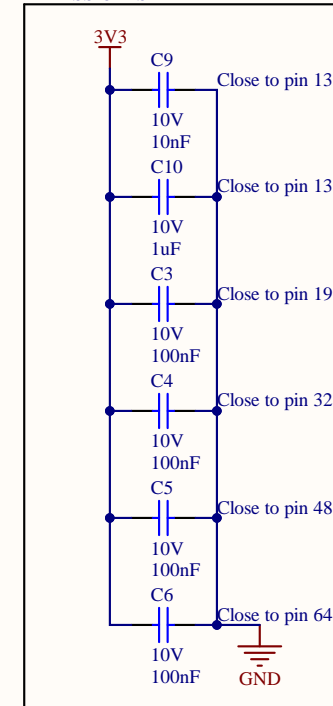 3V3
C9
Close to pin 13
10V
10nF
C10
Close to pin 13
10V
1uF
C3
Close to pin 19
10V
100nF
C4
Close to pin 32
10V
100nF
C5
Close to pin 48
10V
100nF
C6
Close to pin 64
10V
100nF
GND